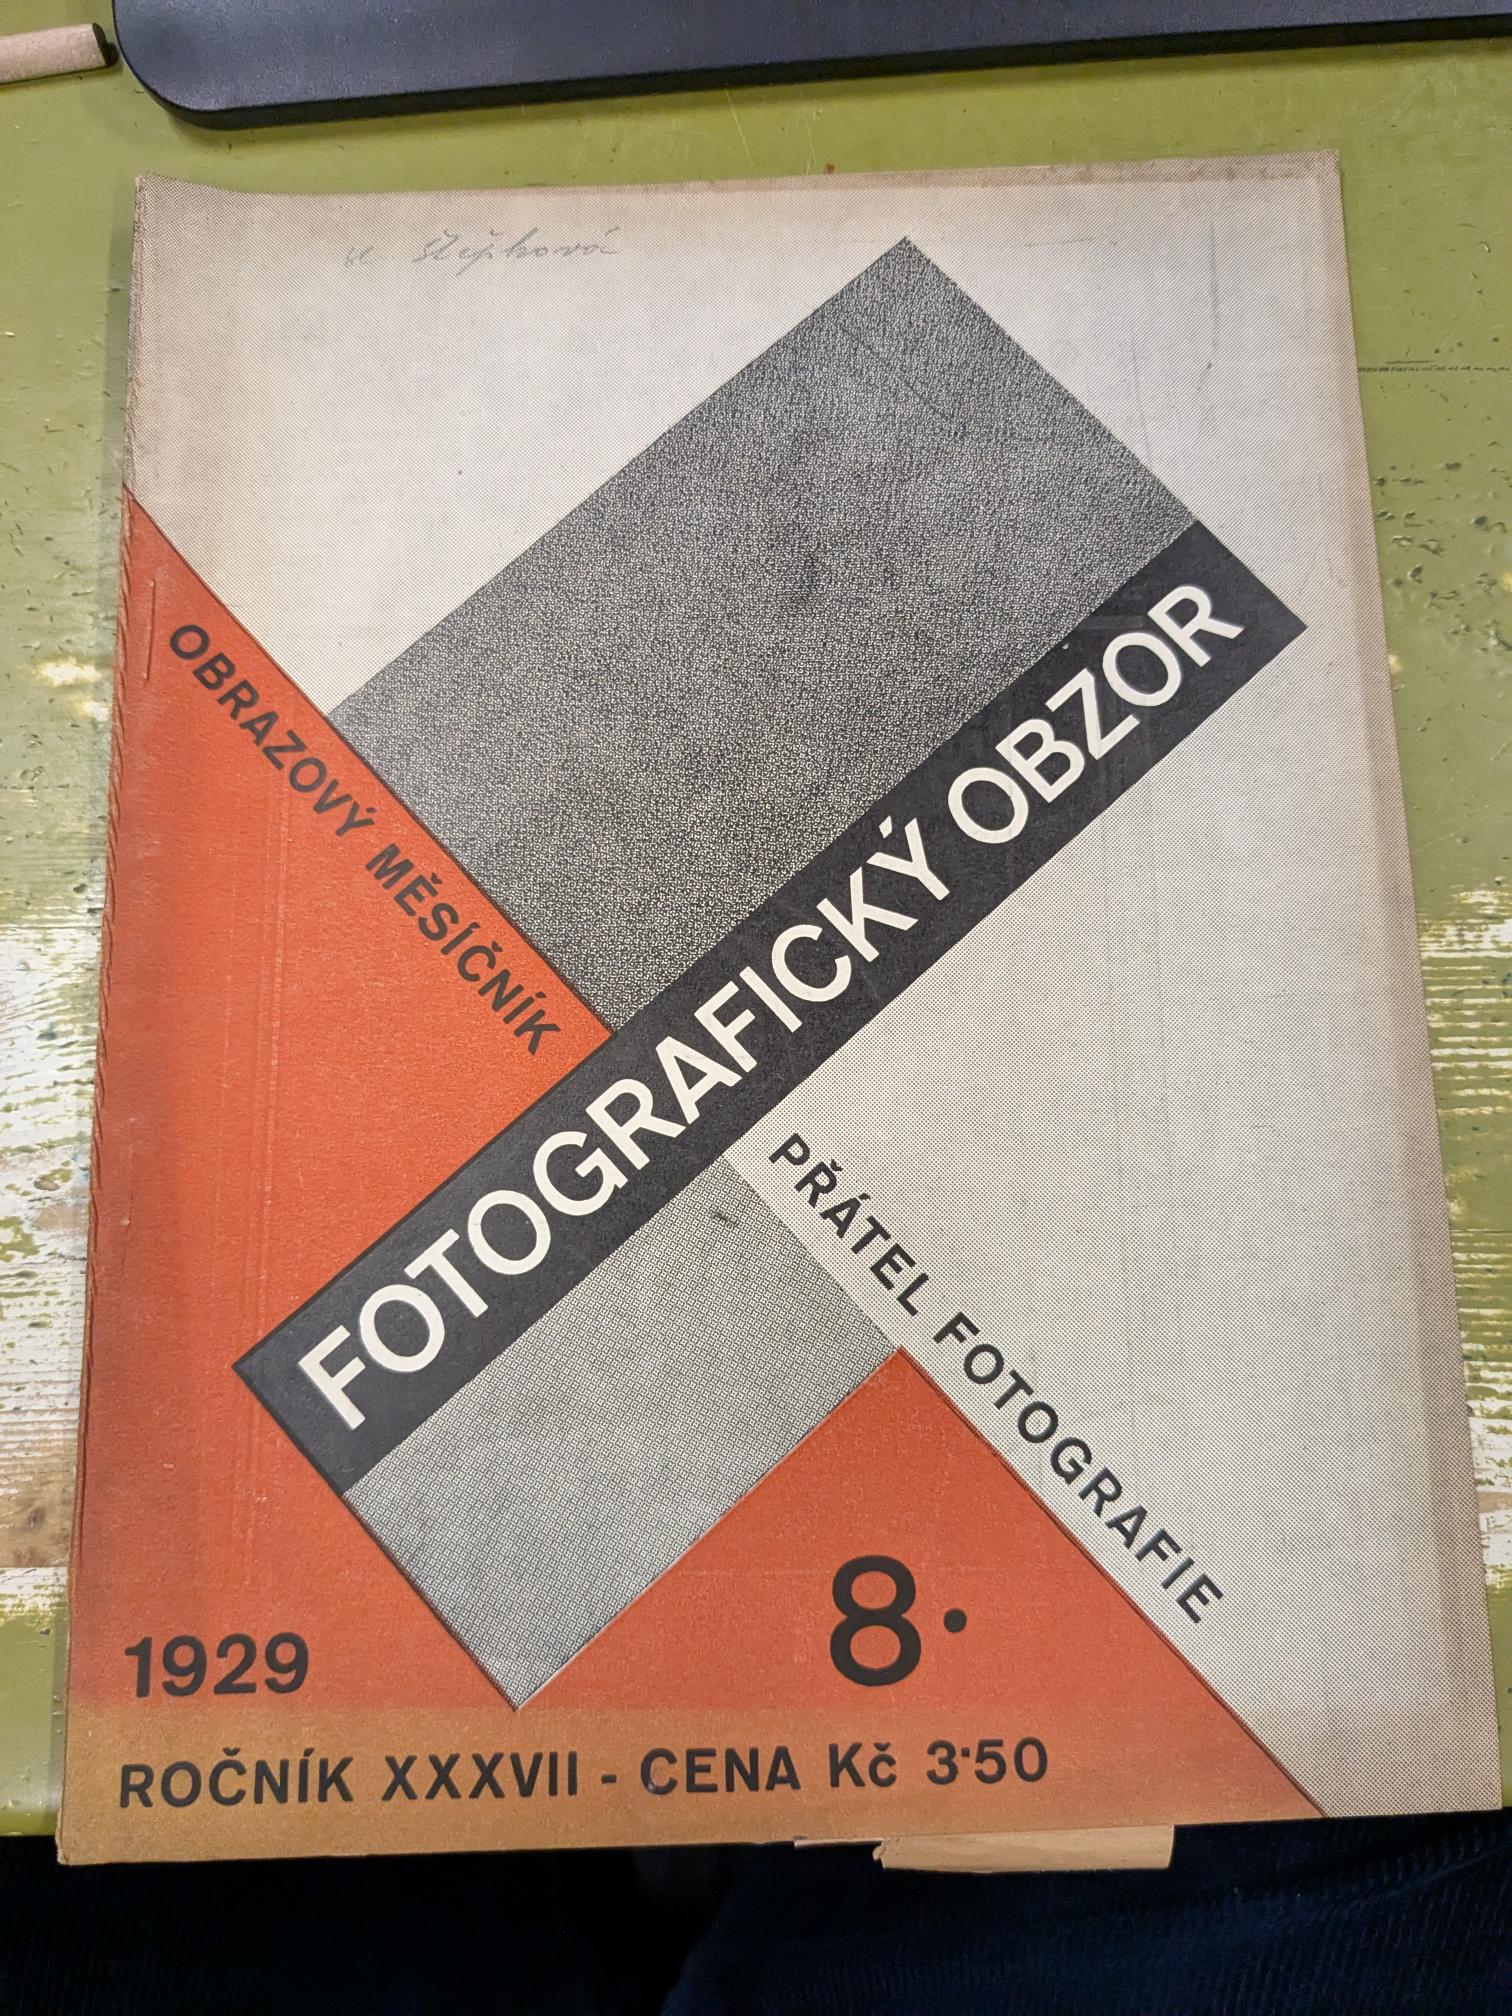 OBRAZOVÝ MĚSÍČNÍK
FOTOGRAFICKÝ OBZOR
PŘÁTEL FOTOGRAFIE
8.
1929
ROČNÍK XXXVII - CENA Kč 3·50